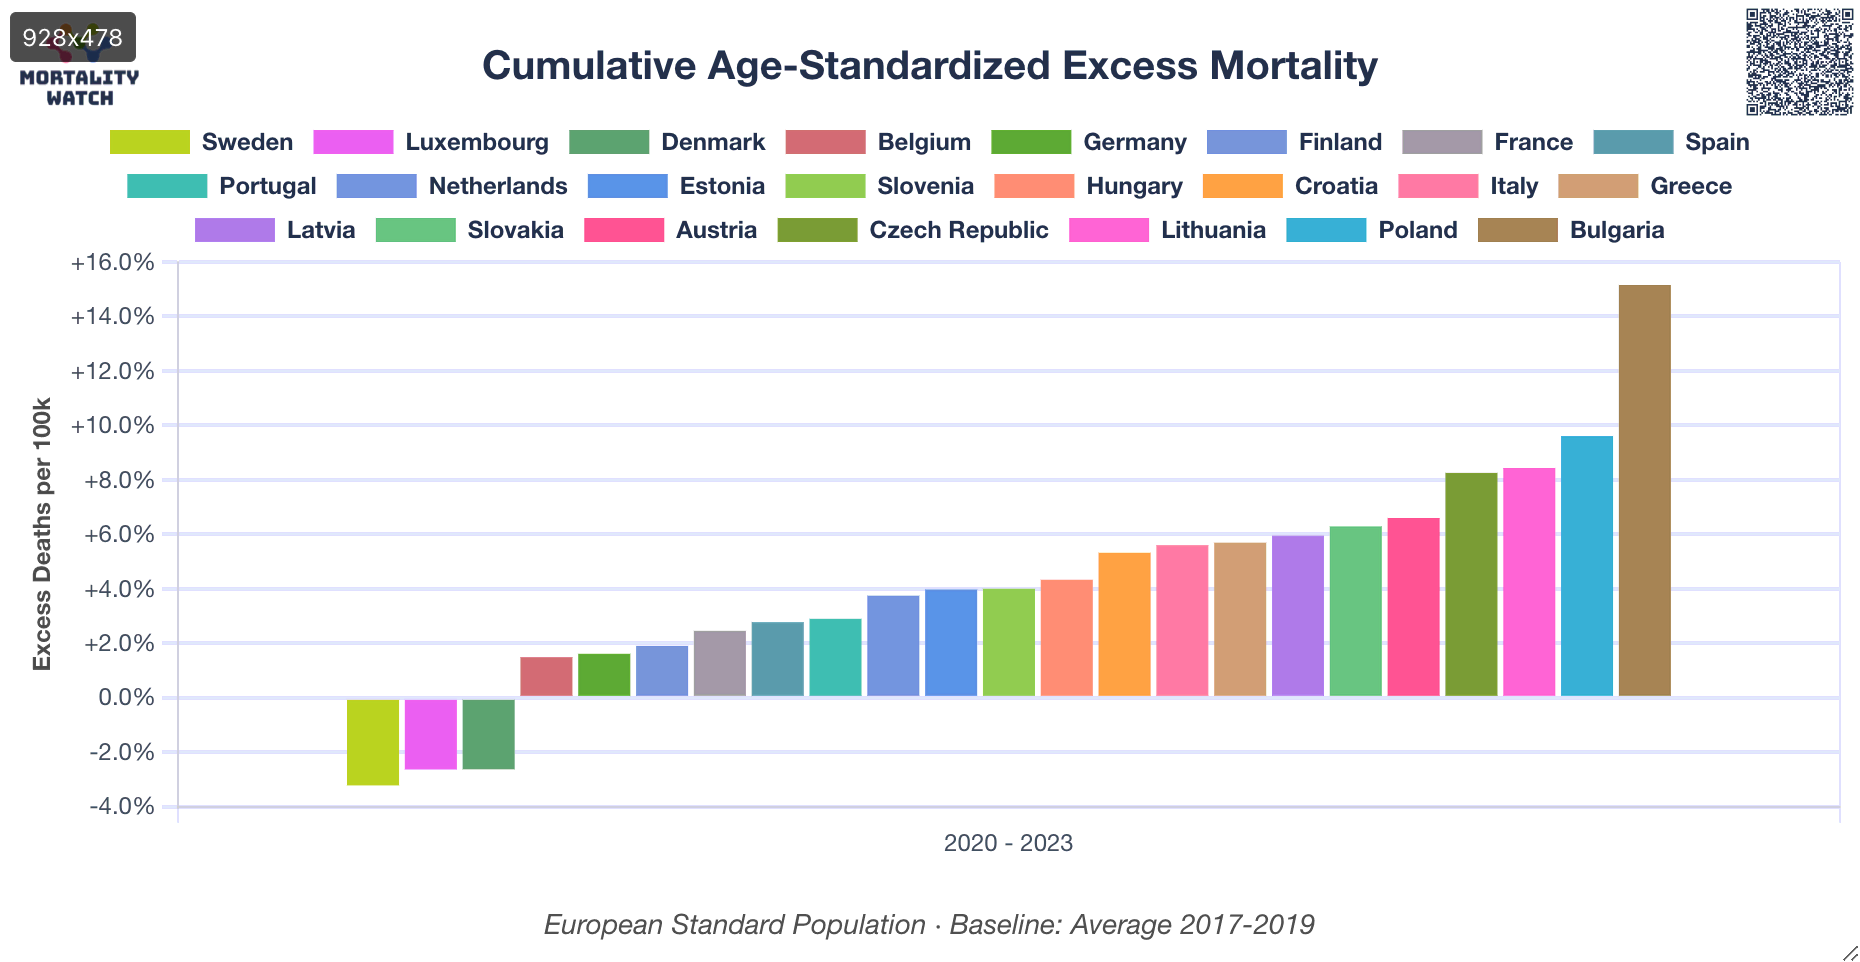 928x478
MORTALITY
WATCH
Cumulative Age-Standardized Excess Mortality
Sweden Luxembourg Denmark Belgium Germany Finland France Spain
Portugal Netherlands Estonia Slovenia Hungary Croatia Italy Greece
Latvia Slovakia Austria Czech Republic Lithuania Poland Bulgaria
Excess Deaths per 100k
+16.0%
+14.0%
+12.0%
+10.0%
+8.0%
+6.0%
+4.0%
+2.0%
0.0%
-2.0%
-4.0%
2020 - 2023
European Standard Population · Baseline: Average 2017-2019